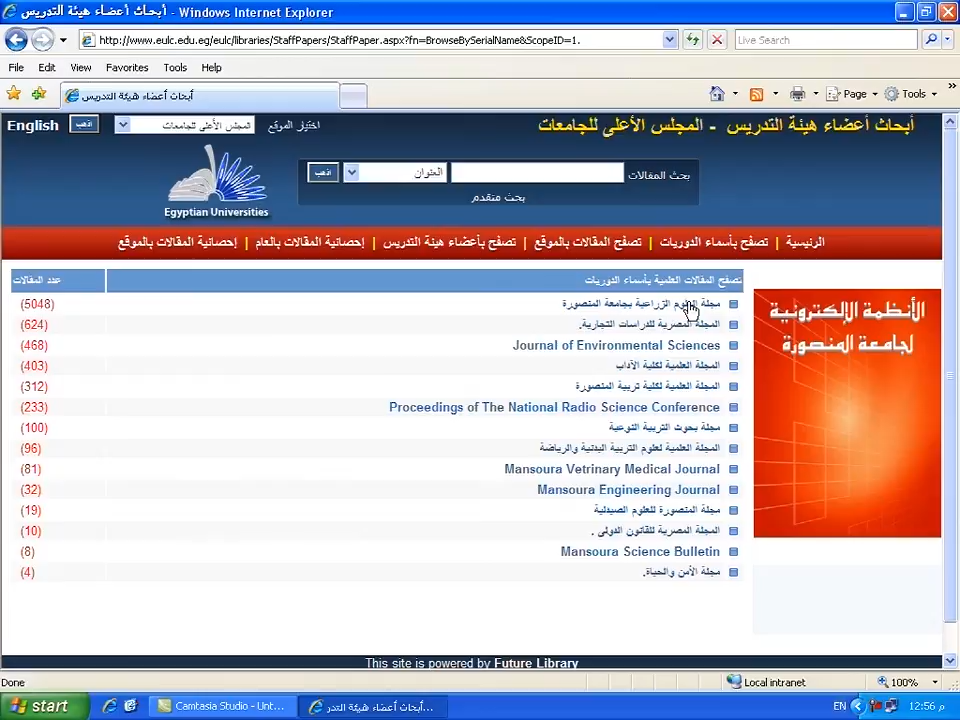 أبحاث أعضاء هيئة التدريس - Windows Internet Explorer
http://www.eulc.edu.eg/eulc/libraries/StaffPapers/StaffPaper.aspx?fn=BrowseBySerialName&ScopeID=1.
Live Search
File Edit View Favorites Tools Help
أبحاث أعضاء هيئة التدريس
Page Tools
أبحاث أعضاء هيئة التدريس - المجلس الأعلى للجامعات
اختيار الموقع المجلس الأعلى للجامعات اذهب English
بحث المقالات العنوان اذهب
بحث متقدم
Egyptian Universities
الرئيسية | تصفح بأسماء الدوريات | تصفح المقالات بالموقع | تصفح بأعضاء هيئة التدريس | إحصائية المقالات بالعام | إحصائية المقالات بالموقع
تصفح المقالات العلمية بأسماء الدوريات عدد المقالات
مجلة العلوم الزراعية بجامعة المنصورة (5048)
المجلة المصرية للدراسات التجارية. (624)
Journal of Environmental Sciences (468)
المجلة العلمية لكلية الآداب (403)
المجلة العلمية لكلية تربية المنصورة (312)
Proceedings of The National Radio Science Conference (233)
مجلة بحوث التربية النوعية (100)
المجلة العلمية لعلوم التربية البدنية والرياضة (96)
Mansoura Vetrinary Medical Journal (81)
Mansoura Engineering Journal (32)
مجلة المنصورة للعلوم الصيدلية (19)
المجلة المصرية للقانون الدولى . (10)
Mansoura Science Bulletin (8)
مجلة الأمن والحياة. (4)
الأنظمة الإلكترونية
لجامعة المنصورة
This site is powered by Future Library
Done Local intranet 100%
start Camtasia Studio - Unt... أبحاث أعضاء هيئة التدر... EN 12:56 م